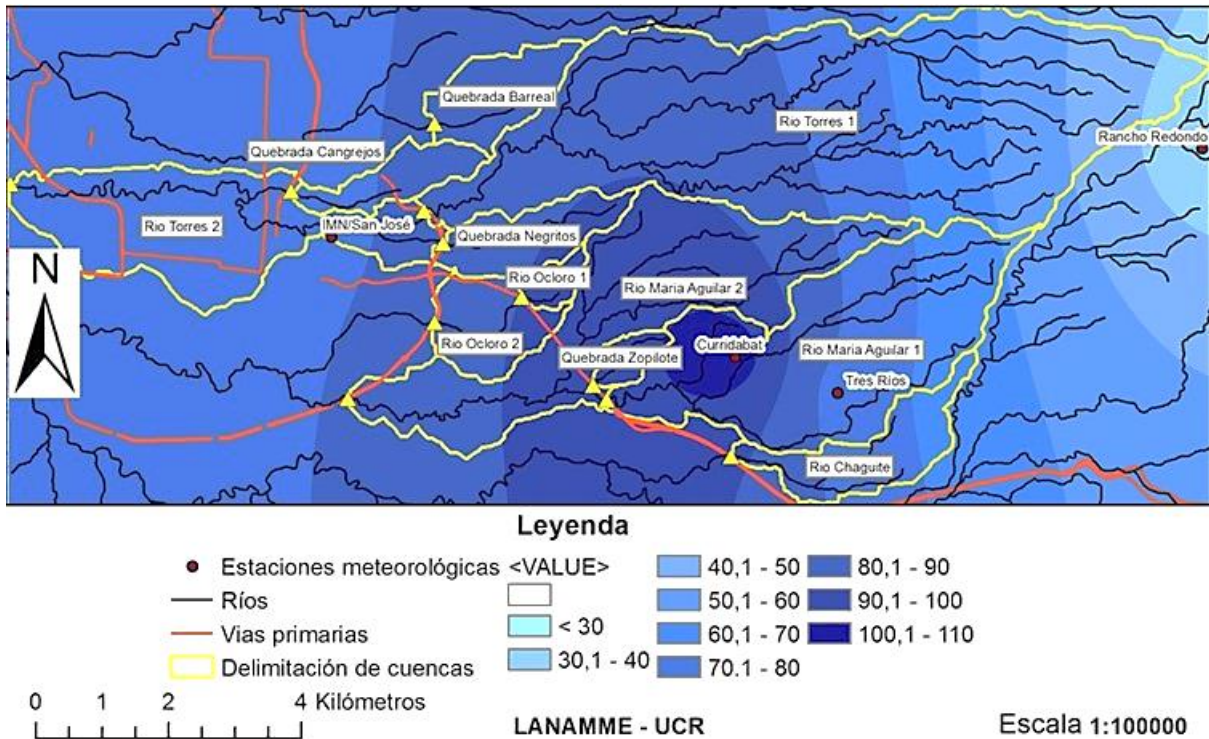 Quebrada Barreal
Rio Torres 1
Rancho Redondo
Quebrada Cangrejos
Rio Torres 2
IMN/San José
Quebrada Negritos
Rio Ocloro 1
Rio Maria Aguilar 2
N
Rio Ocloro 2
Curridabat
Quebrada Zopilote
Rio Maria Aguilar 1
Tres Ríos
Rio Chaguite
Leyenda
Estaciones meteorológicas
Ríos
Vias primarias
Delimitación de cuencas
<VALUE>
< 30
30,1 - 40
40,1 - 50
50,1 - 60
60,1 - 70
70.1 - 80
80,1 - 90
90,1 - 100
100,1 - 110
0 1 2 4 Kilómetros
LANAMME - UCR
Escala 1:100000